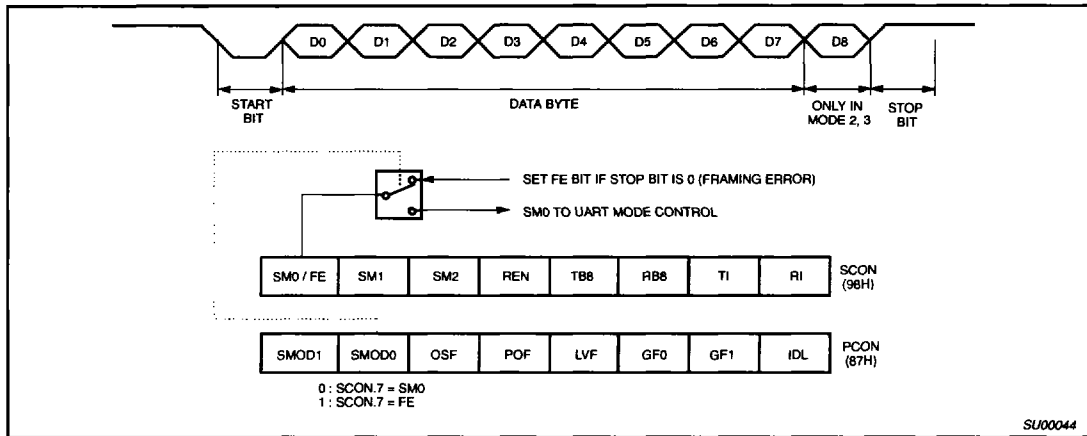 D0 D1 D2 D3 D4 D5 D6 D7 D8
START BIT
DATA BYTE
ONLY IN MODE 2, 3
STOP BIT
SET FE BIT IF STOP BIT IS 0 (FRAMING ERROR)
SM0 TO UART MODE CONTROL
SM0 / FE SM1 SM2 REN TB8 RB8 TI RI
SCON (98H)
SMOD1 SMOD0 OSF POF LVF GF0 GF1 IDL
PCON (87H)
0 : SCON.7 = SM0
1 : SCON.7 = FE
SU00044